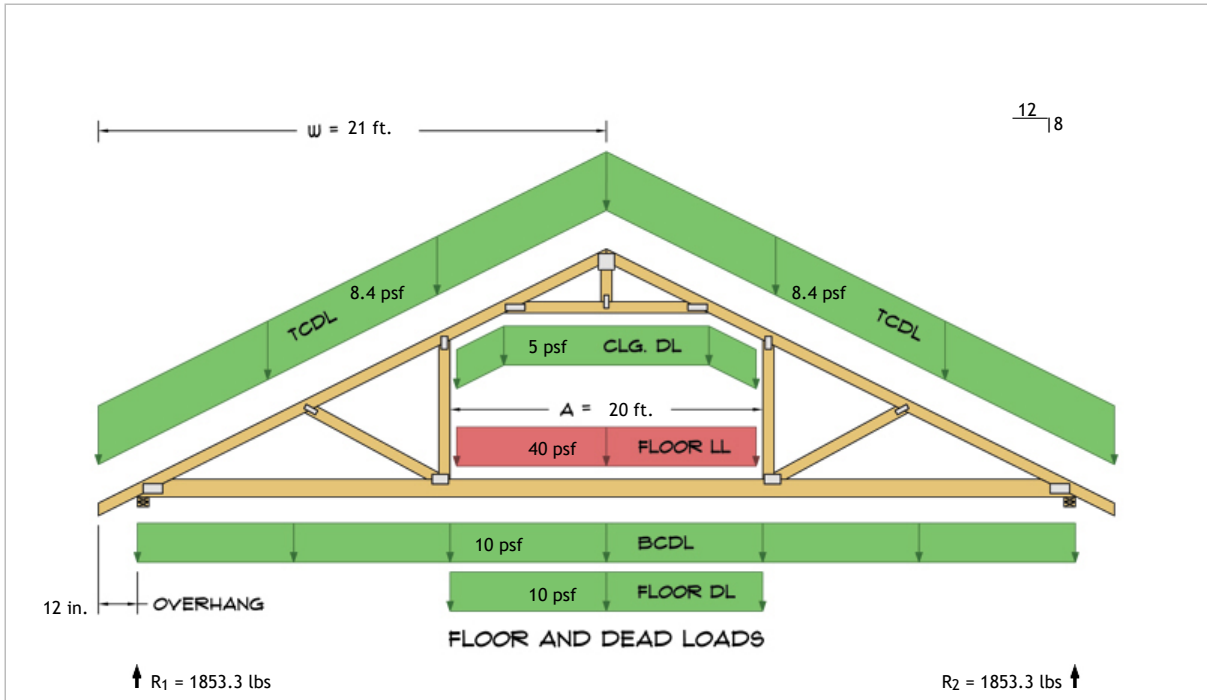 W = 21 ft.
12
8
8.4 psf
TCDL
8.4 psf
TCDL
5 psf CLG. DL
A = 20 ft.
40 psf FLOOR LL
10 psf BCDL
12 in. OVERHANG
10 psf FLOOR DL
FLOOR AND DEAD LOADS
R1 = 1853.3 lbs
R2 = 1853.3 lbs